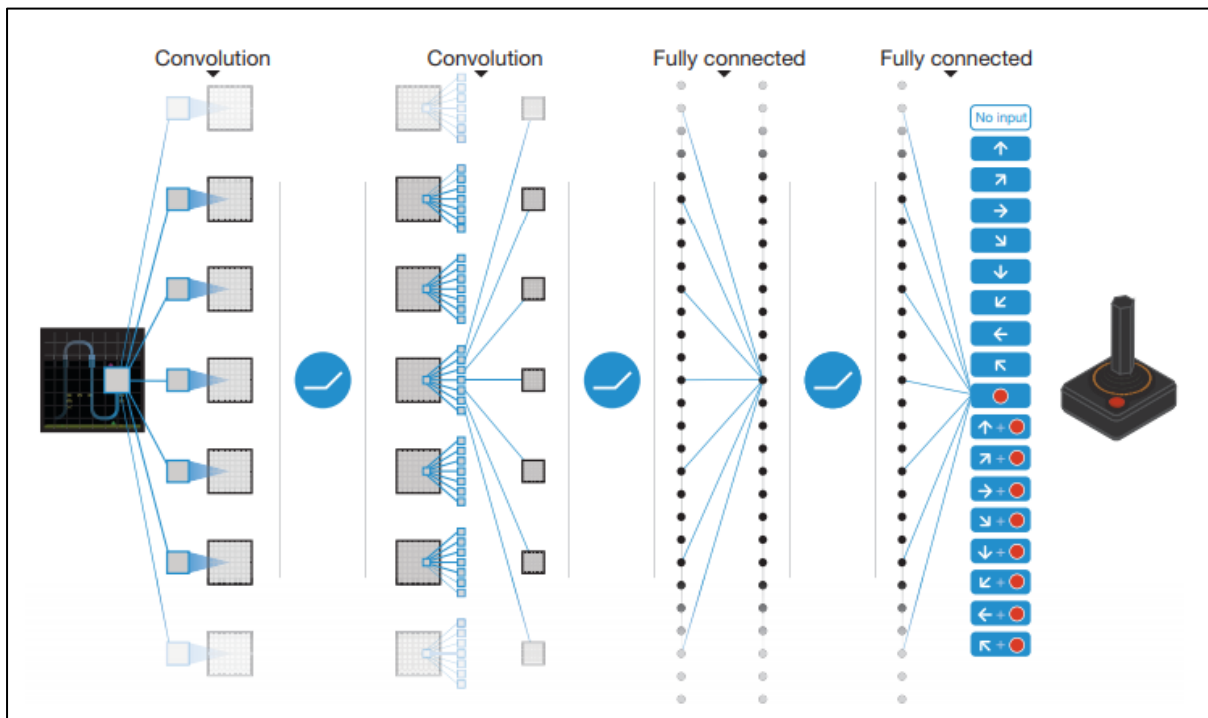 Convolution
Convolution
Fully connected
Fully connected
No input
+
+
+
+
+
+
+
+